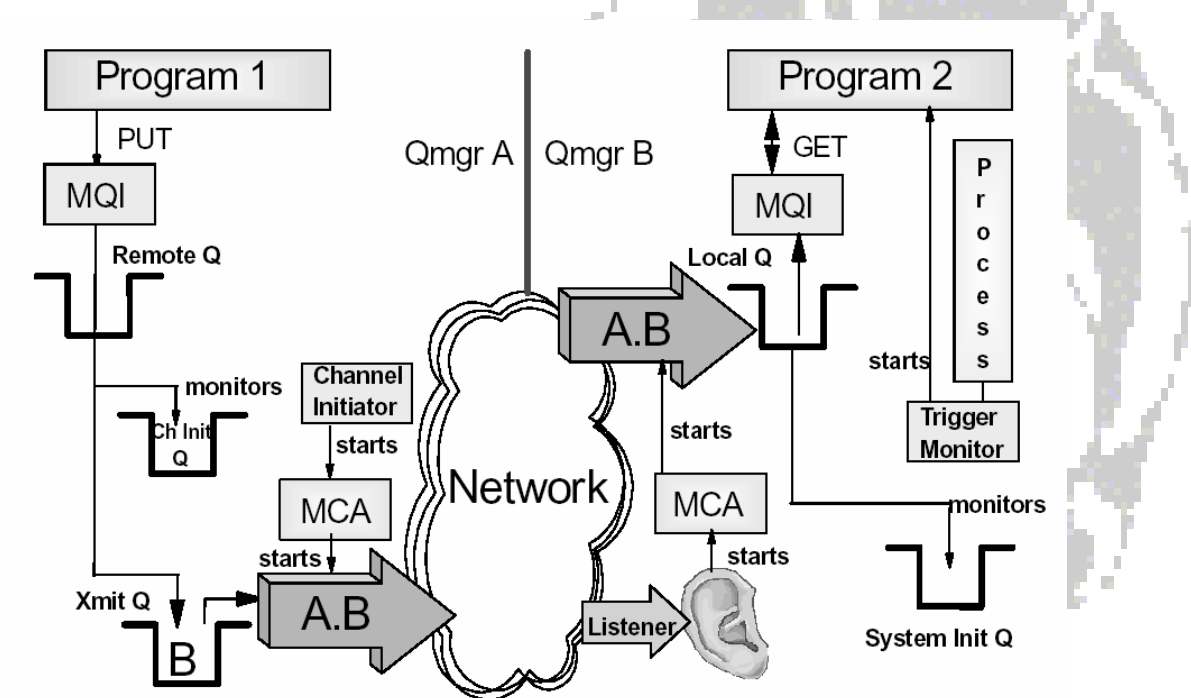 Program 1
PUT
MQI
Remote Q
monitors
Ch Init
Q
Xmit Q
B
Channel
Initiator
starts
MCA
starts
A.B
Qmgr A
Qmgr B
Network
A.B
starts
MCA
starts
Listener
Program 2
GET
MQI
Local Q
starts
Process
Trigger
Monitor
monitors
System Init Q